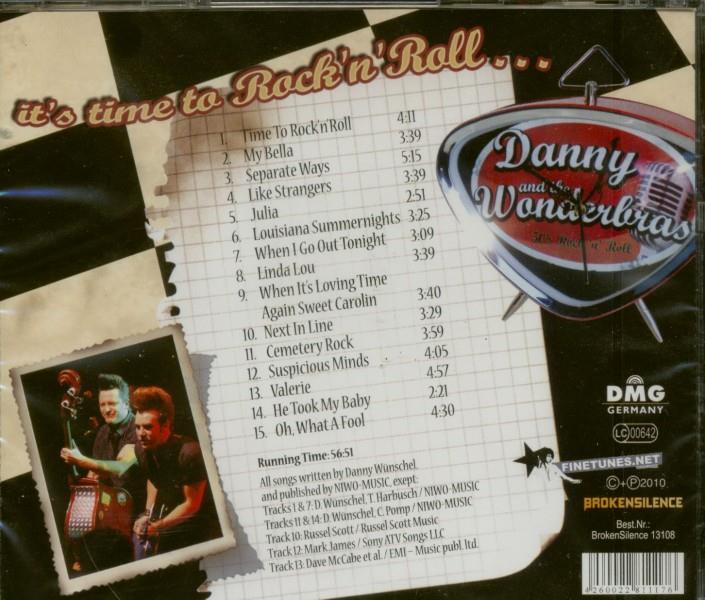 it's time to Rock'n'Roll...
Danny
and the
Wonderbras
50's Rock'n'Roll
1. Time To Rock'n'Roll 4:11
2. My Bella 3:39
3. Separate Ways 5:15
4. Like Strangers 3:39
5. Julia 2:51
6. Louisiana Summernights 3:25
7. When I Go Out Tonight 3:09
8. Linda Lou 3:39
9. When It's Loving Time
Again Sweet Carolin 3:40
10. Next In Line 3:29
11. Cemetery Rock 3:59
12. Suspicious Minds 4:05
13. Valerie 4:57
14. He Took My Baby 2:21
15. Oh, What A Fool 4:30
Running Time: 56:51
All songs written by Danny Wünschel,
and published by NIWO-MUSIC, exept:
Tracks 1 & 7: D. Wünschel, T. Harbusch / NIWO-MUSIC
Tracks 11 & 14: D. Wünschel, C. Pomp / NIWO-MUSIC
Track 10: Russel Scott / Russel Scott Music
Track 12: Mark James / Sony ATV Songs LLC
Track 13: Dave McCabe et al. / EMI – Music publ. ltd.
DMG
GERMANY
LC 00642
FINETUNES.NET
©+℗2010
BROKENSILENCE
Best.Nr.:
BrokenSilence 13108
4 260022 811176